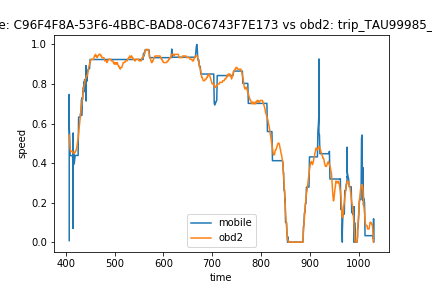 e: C96F4F8A-53F6-4BBC-BAD8-0C6743F7E173 vs obd2: trip_TAU99985_
1.0
0.8
0.6
0.4
0.2
0.0
speed
mobile
obd2
400 500 600 700 800 900 1000
time